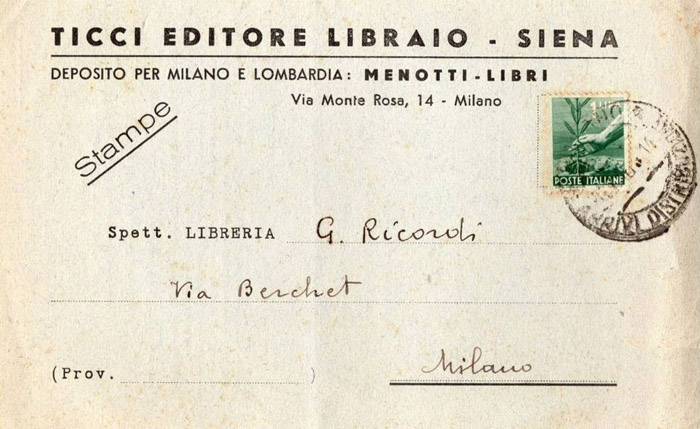 TICCI EDITORE LIBRAIO - SIENA
DEPOSITO PER MILANO E LOMBARDIA: MENOTTI-LIBRI
Via Monte Rosa, 14 - Milano
Stampe
POSTE ITALIANE
ARRIVI
Spett. LIBRERIA G. Ricordi
Via Berchet
Milano
(Prov. )